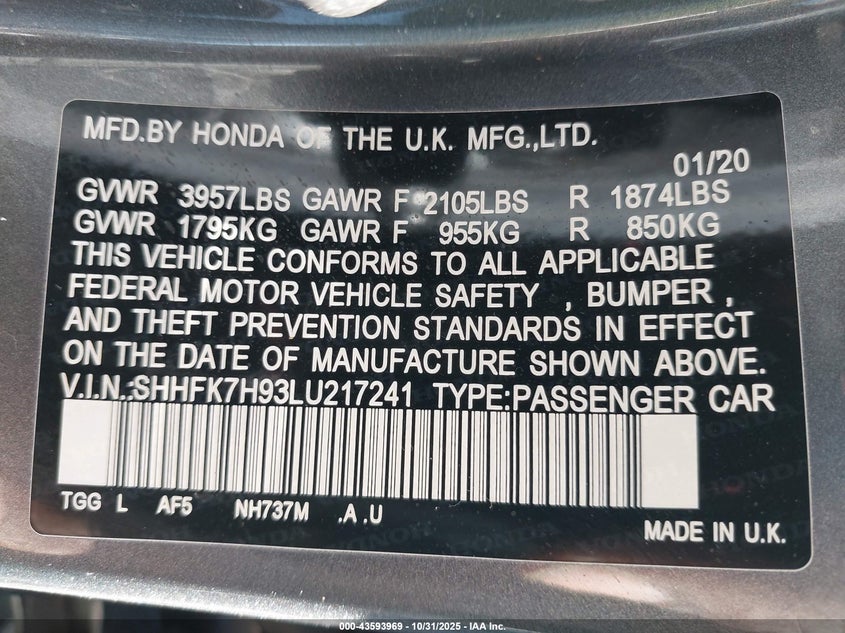 MFD.BY HONDA OF THE U.K. MFG.,LTD.
01/20
GVWR 3957LBS GAWR F 2105LBS R 1874LBS
GVWR 1795KG GAWR F 955KG R 850KG
THIS VEHICLE CONFORMS TO ALL APPLICABLE
FEDERAL MOTOR VEHICLE SAFETY , BUMPER ,
AND THEFT PREVENTION STANDARDS IN EFFECT
ON THE DATE OF MANUFACTURE SHOWN ABOVE.
V.I.N.:SHHFK7H93LU217241 TYPE:PASSENGER CAR
TGG L AF5 NH737M .A .U
MADE IN U.K.
000-43593969 - 10/31/2025 - IAA Inc.